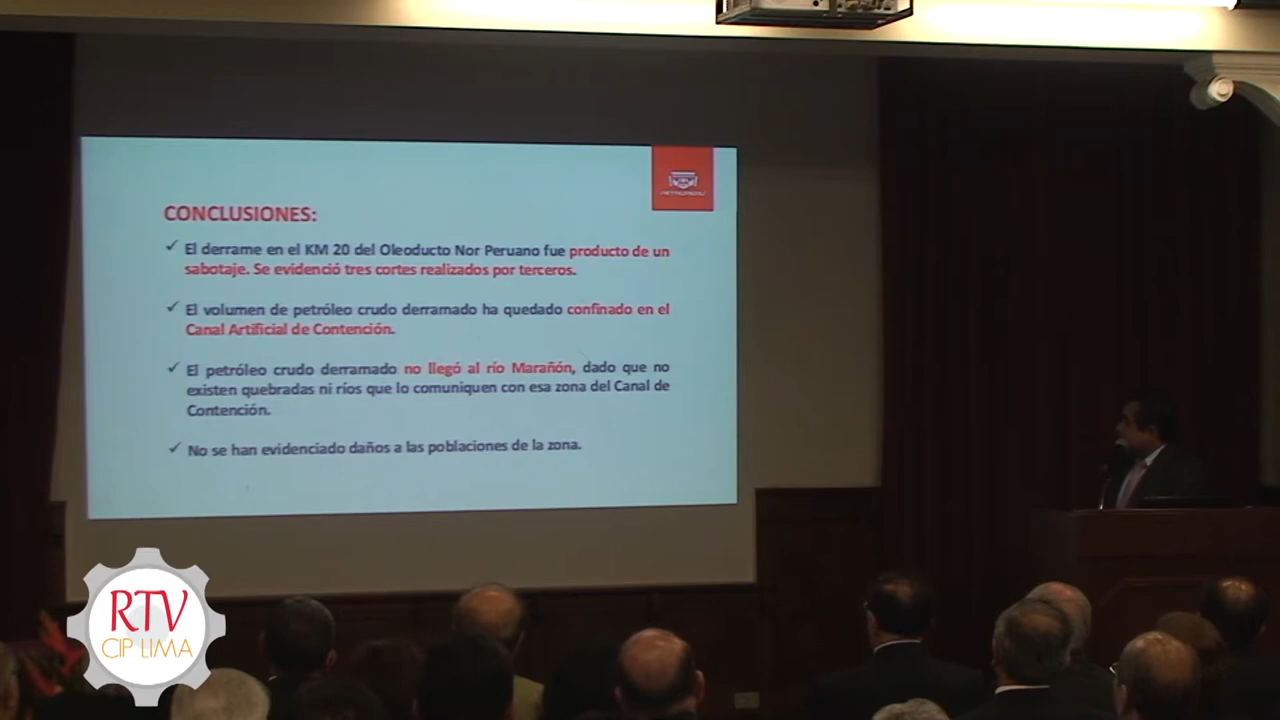 PETROPERU
CONCLUSIONES:
✓ El derrame en el KM 20 del Oleoducto Nor Peruano fue producto de un
sabotaje. Se evidenció tres cortes realizados por terceros.
✓ El volumen de petróleo crudo derramado ha quedado confinado en el
Canal Artificial de Contención.
✓ El petróleo crudo derramado no llegó al río Marañón, dado que no
existen quebradas ni ríos que lo comuniquen con esa zona del Canal de
Contención.
✓ No se han evidenciado daños a las poblaciones de la zona.
RTV
CIP LIMA